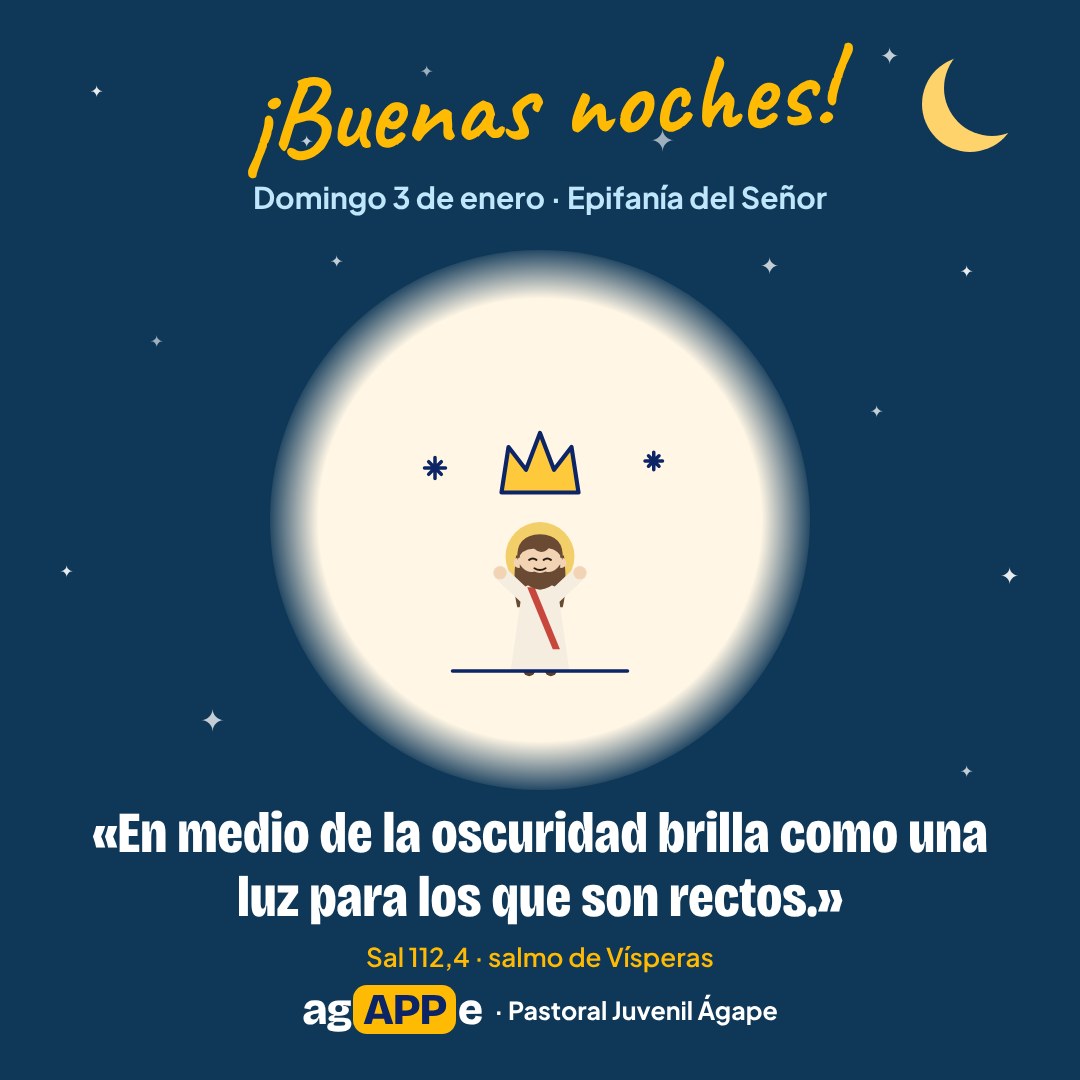 ¡Buenas noches!
Domingo 3 de enero · Epifanía del Señor
«En medio de la oscuridad brilla como una
luz para los que son rectos.»
Sal 112,4 · salmo de Vísperas
agAPPe · Pastoral Juvenil Ágape